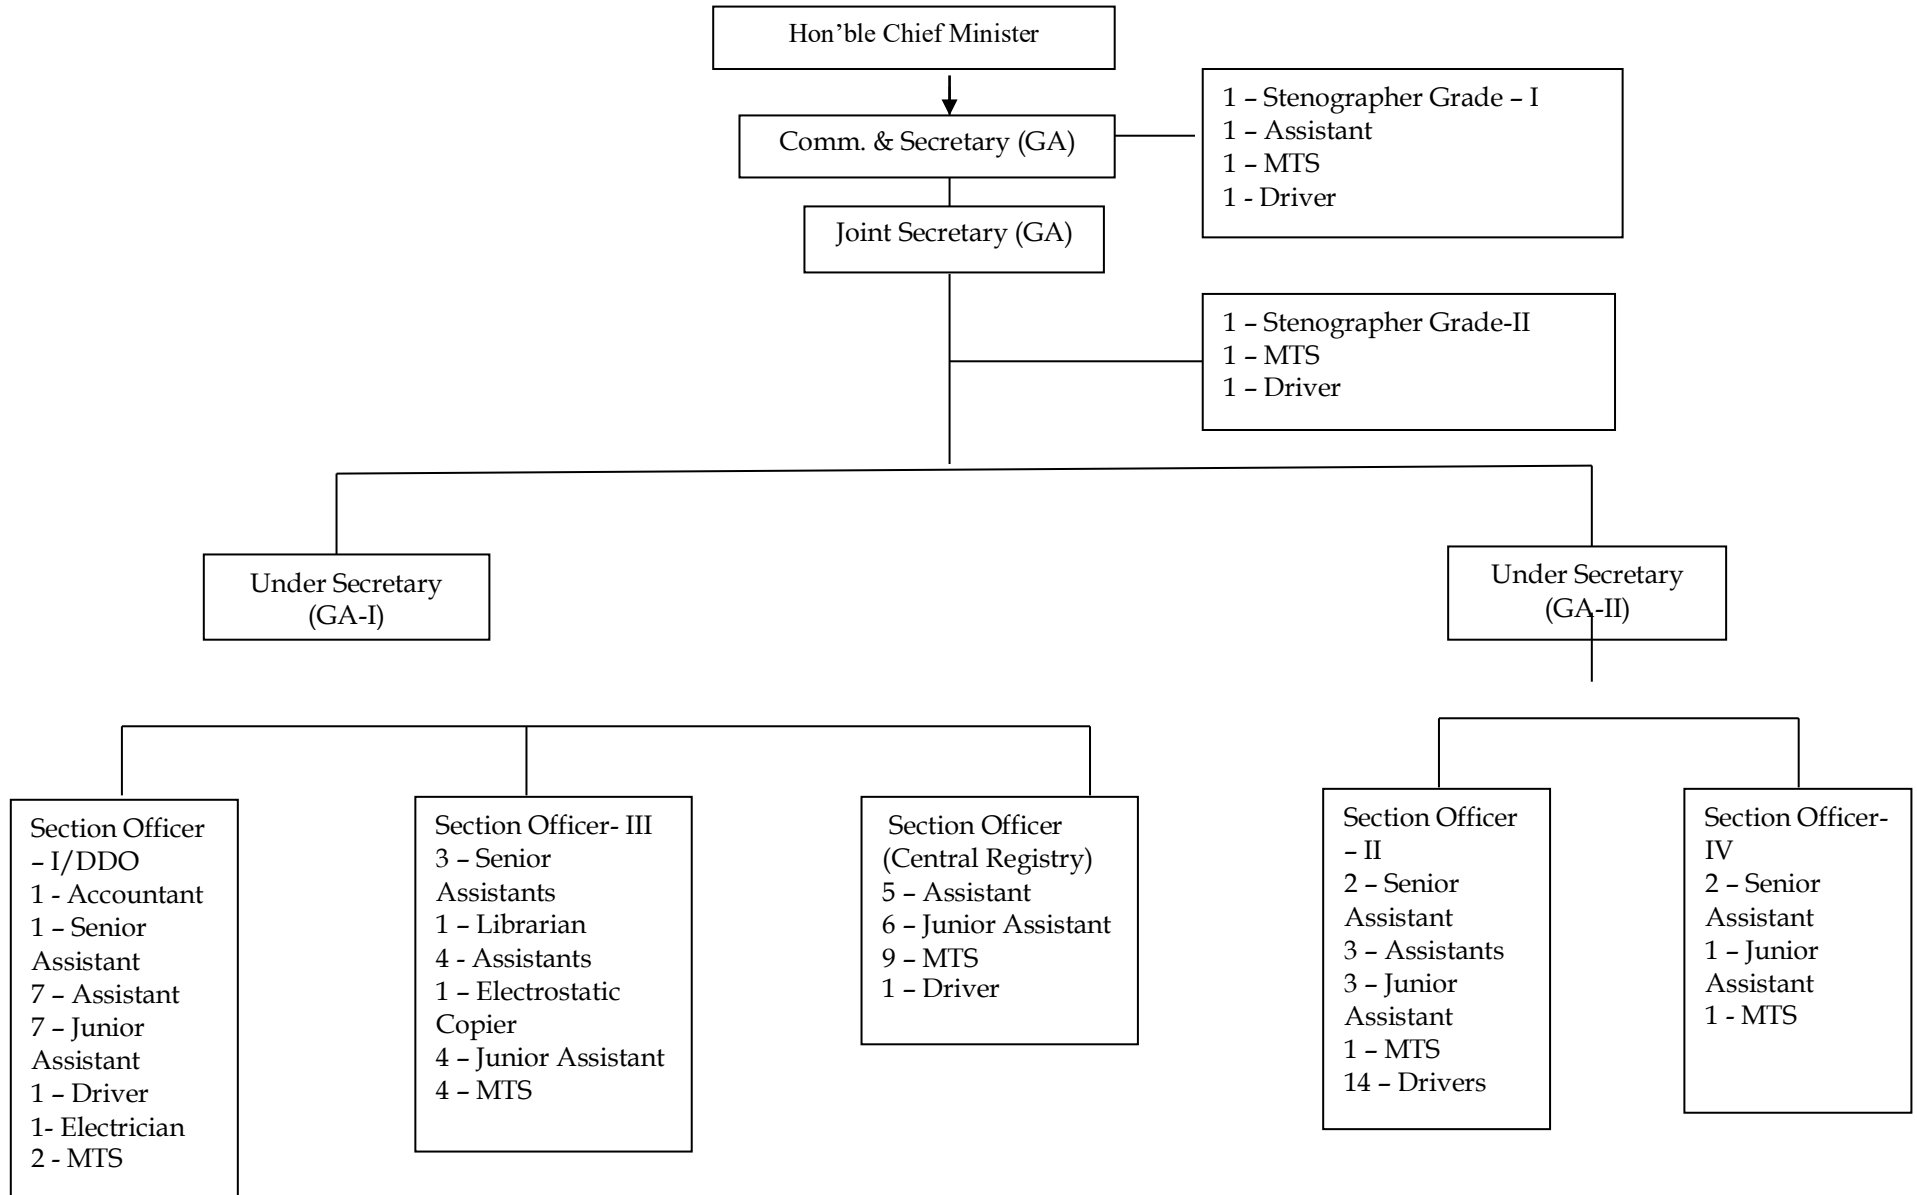 Hon’ble Chief Minister
Comm. & Secretary (GA)
1 – Stenographer Grade – I
1 – Assistant
1 – MTS
1 - Driver
Joint Secretary (GA)
1 – Stenographer Grade-II
1 – MTS
1 – Driver
Under Secretary
(GA-I)
Under Secretary
(GA-II)
Section Officer
– I/DDO
1 - Accountant
1 – Senior
Assistant
7 – Assistant
7 – Junior
Assistant
1 – Driver
1- Electrician
2 - MTS
Section Officer- III
3 – Senior
Assistants
1 – Librarian
4 - Assistants
1 – Electrostatic
Copier
4 – Junior Assistant
4 – MTS
Section Officer
(Central Registry)
5 – Assistant
6 – Junior Assistant
9 – MTS
1 – Driver
Section Officer
– II
2 – Senior
Assistant
3 – Assistants
3 – Junior
Assistant
1 – MTS
14 – Drivers
Section Officer-
IV
2 – Senior
Assistant
1 – Junior
Assistant
1 - MTS